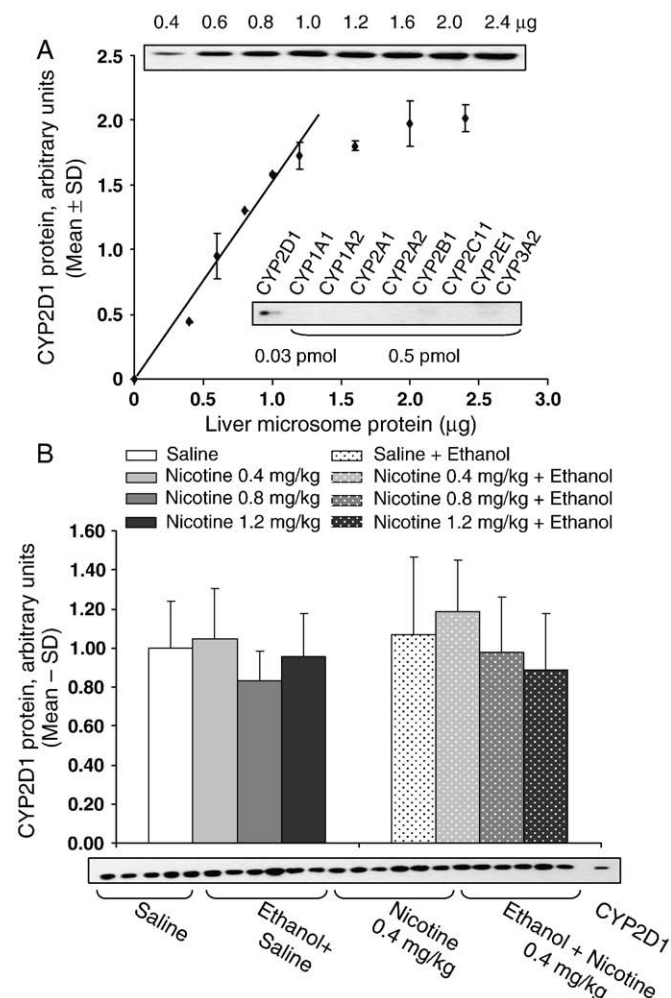 0.4 0.6 0.8 1.0 1.2 1.6 2.0 2.4 μg
A
CYP2D1 protein, arbitrary units
(Mean ± SD)
2.5
2.0
1.5
1.0
0.5
0
CYP2D1 CYP1A1 CYP1A2 CYP2A1 CYP2A2 CYP2B1 CYP2C11 CYP2E1 CYP3A2
0.03 pmol 0.5 pmol
0 0.5 1.0 1.5 2.0 2.5 3.0
Liver microsome protein (μg)
B
Saline Saline + Ethanol
Nicotine 0.4 mg/kg Nicotine 0.4 mg/kg + Ethanol
Nicotine 0.8 mg/kg Nicotine 0.8 mg/kg + Ethanol
Nicotine 1.2 mg/kg Nicotine 1.2 mg/kg + Ethanol
CYP2D1 protein, arbitrary units
(Mean – SD)
1.60
1.40
1.20
1.00
0.80
0.60
0.40
0.20
0.00
Saline
Ethanol+
Saline
Nicotine
0.4 mg/kg
Ethanol + Nicotine
0.4 mg/kg
CYP2D1